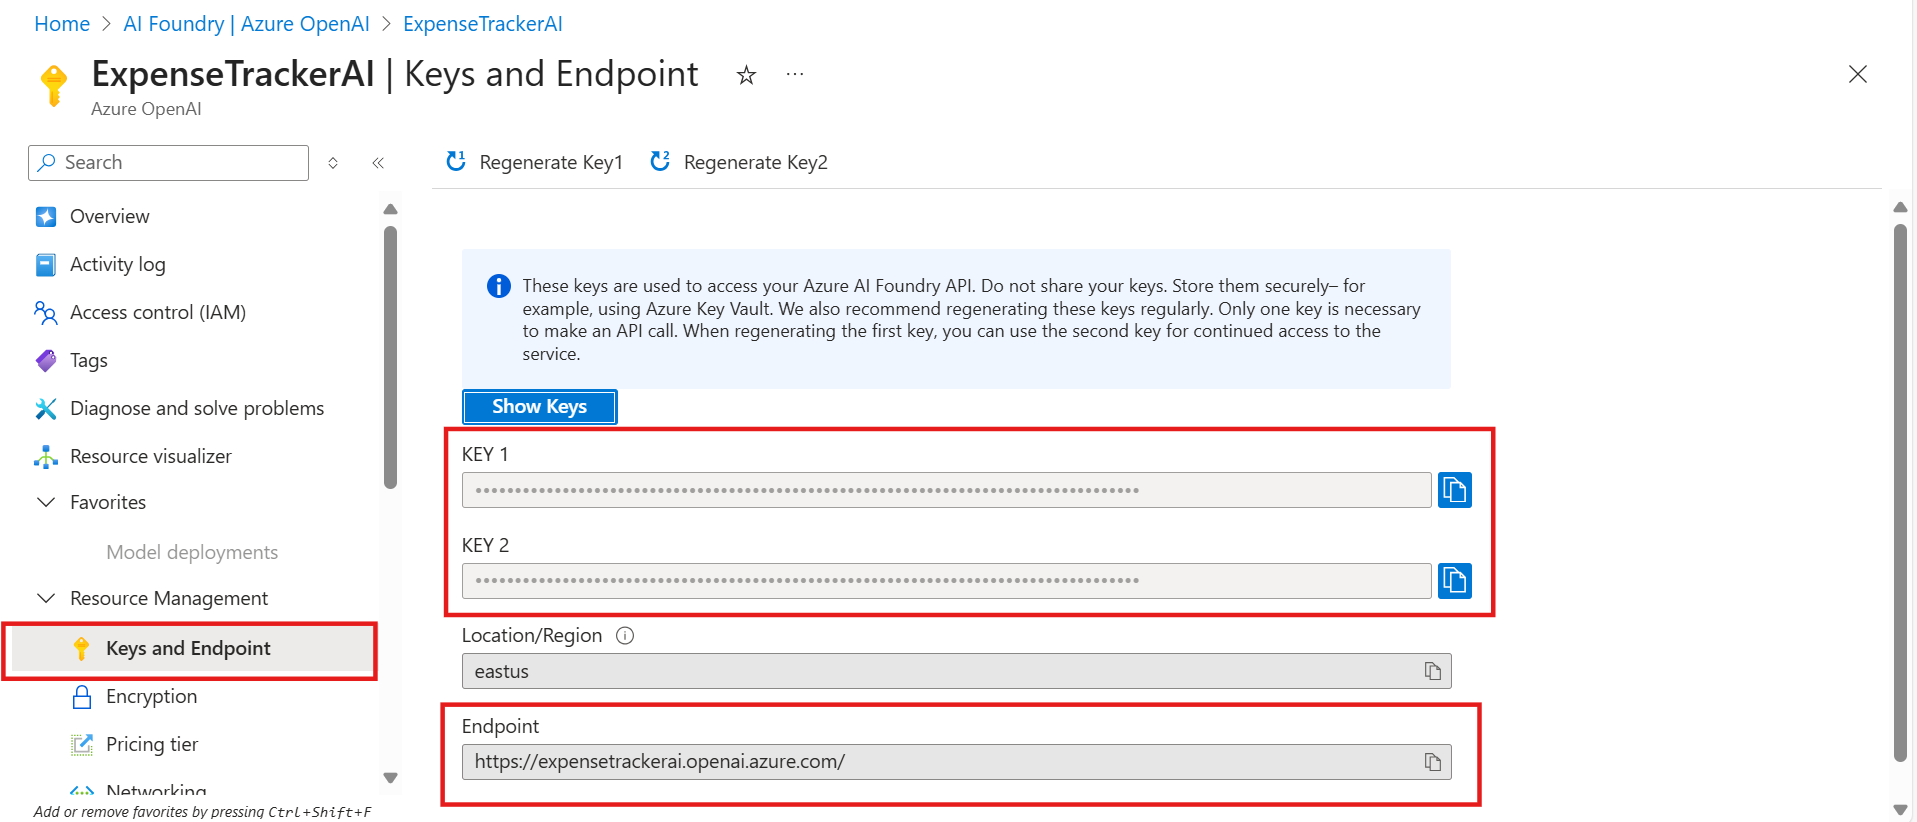 Home > AI Foundry | Azure OpenAI > ExpenseTrackerAI
ExpenseTrackerAI | Keys and Endpoint
Azure OpenAI
Search
Overview
Activity log
Access control (IAM)
Tags
Diagnose and solve problems
Resource visualizer
Favorites
Model deployments
Resource Management
Keys and Endpoint
Encryption
Pricing tier
Networking
Add or remove favorites by pressing Ctrl+Shift+F
1 Regenerate Key1
2 Regenerate Key2
These keys are used to access your Azure AI Foundry API. Do not share your keys. Store them securely– for
example, using Azure Key Vault. We also recommend regenerating these keys regularly. Only one key is necessary
to make an API call. When regenerating the first key, you can use the second key for continued access to the
service.
Show Keys
KEY 1
KEY 2
Location/Region
eastus
Endpoint
https://expensetrackerai.openai.azure.com/